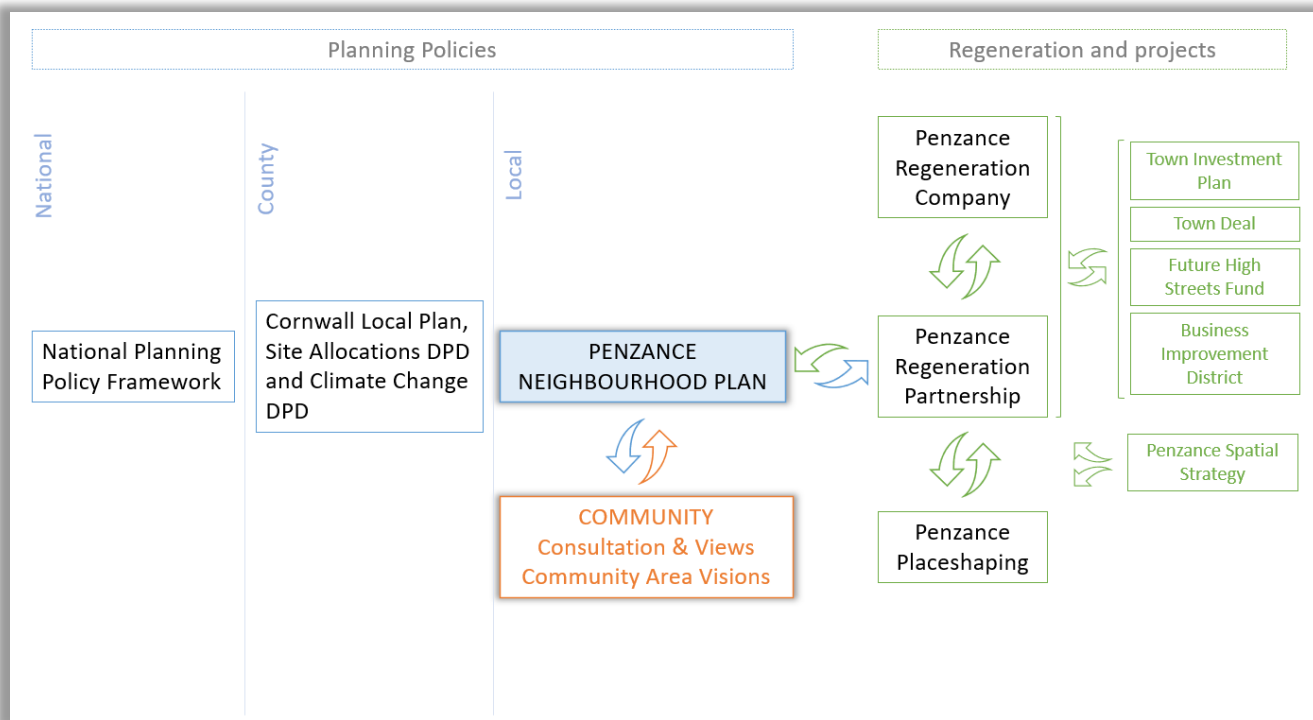 Planning Policies
Regeneration and projects
National
County
Local
National Planning
Policy Framework
Cornwall Local Plan,
Site Allocations DPD
and Climate Change
DPD
PENZANCE
NEIGHBOURHOOD PLAN
COMMUNITY
Consultation & Views
Community Area Visions
Penzance
Regeneration
Company
Penzance
Regeneration
Partnership
Penzance
Placeshaping
Town Investment
Plan
Town Deal
Future High
Streets Fund
Business
Improvement
District
Penzance Spatial
Strategy